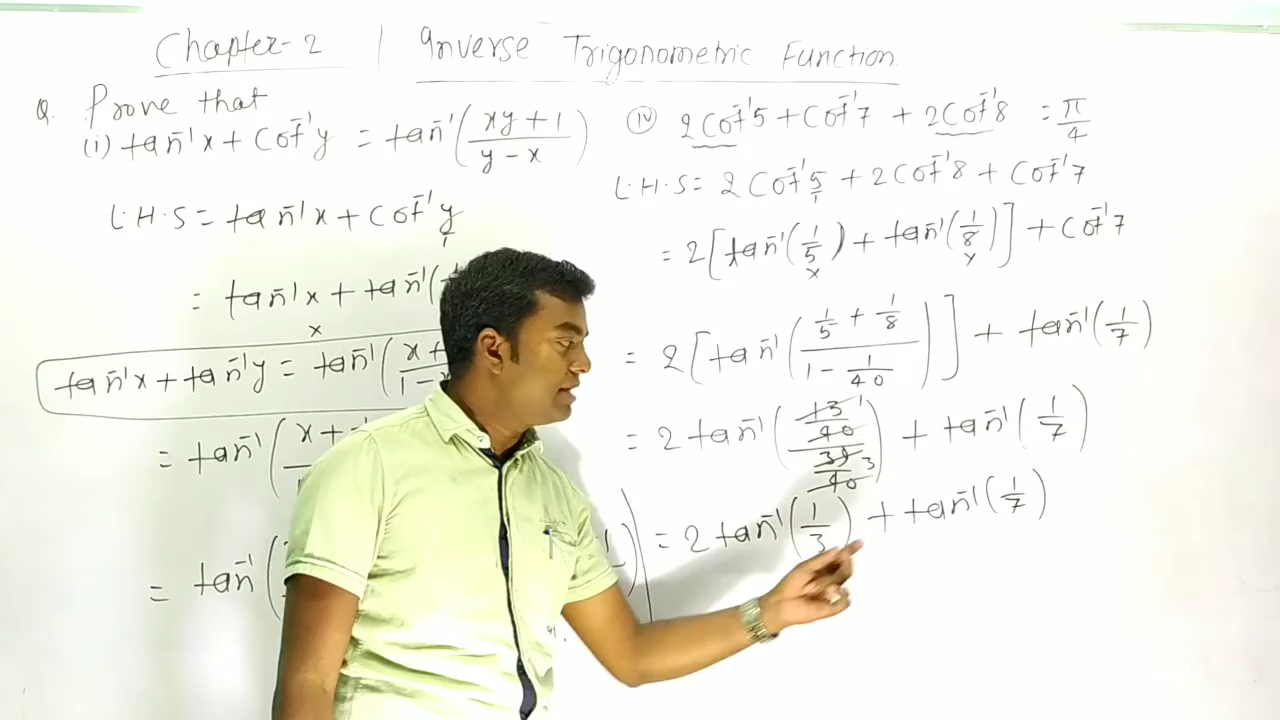 Chapter-2 | Inverse Trigonometric Function
Q. Prove that
(i) tan⁻¹x + Cot⁻¹y = tan⁻¹((xy+1)/(y-x))
L.H.S = tan⁻¹x + Cot⁻¹y
= tan⁻¹x + tan⁻¹(
x
tan⁻¹x + tan⁻¹y = tan⁻¹(
= tan⁻¹(
= tan⁻¹(
(iv) 2Cot⁻¹5 + Cot⁻¹7 + 2Cot⁻¹8 = π/4
L.H.S = 2Cot⁻¹5 + 2Cot⁻¹8 + Cot⁻¹7
= 2[tan⁻¹(1/5) + tan⁻¹(1/8)] + Cot⁻¹7
x y
= 2[tan⁻¹((1/5 + 1/8)/(1 - 1/40))] + tan⁻¹(1/7)
= 2 tan⁻¹((13/40)/(39/40)) + tan⁻¹(1/7)
= 2 tan⁻¹(1/3) + tan⁻¹(1/7)